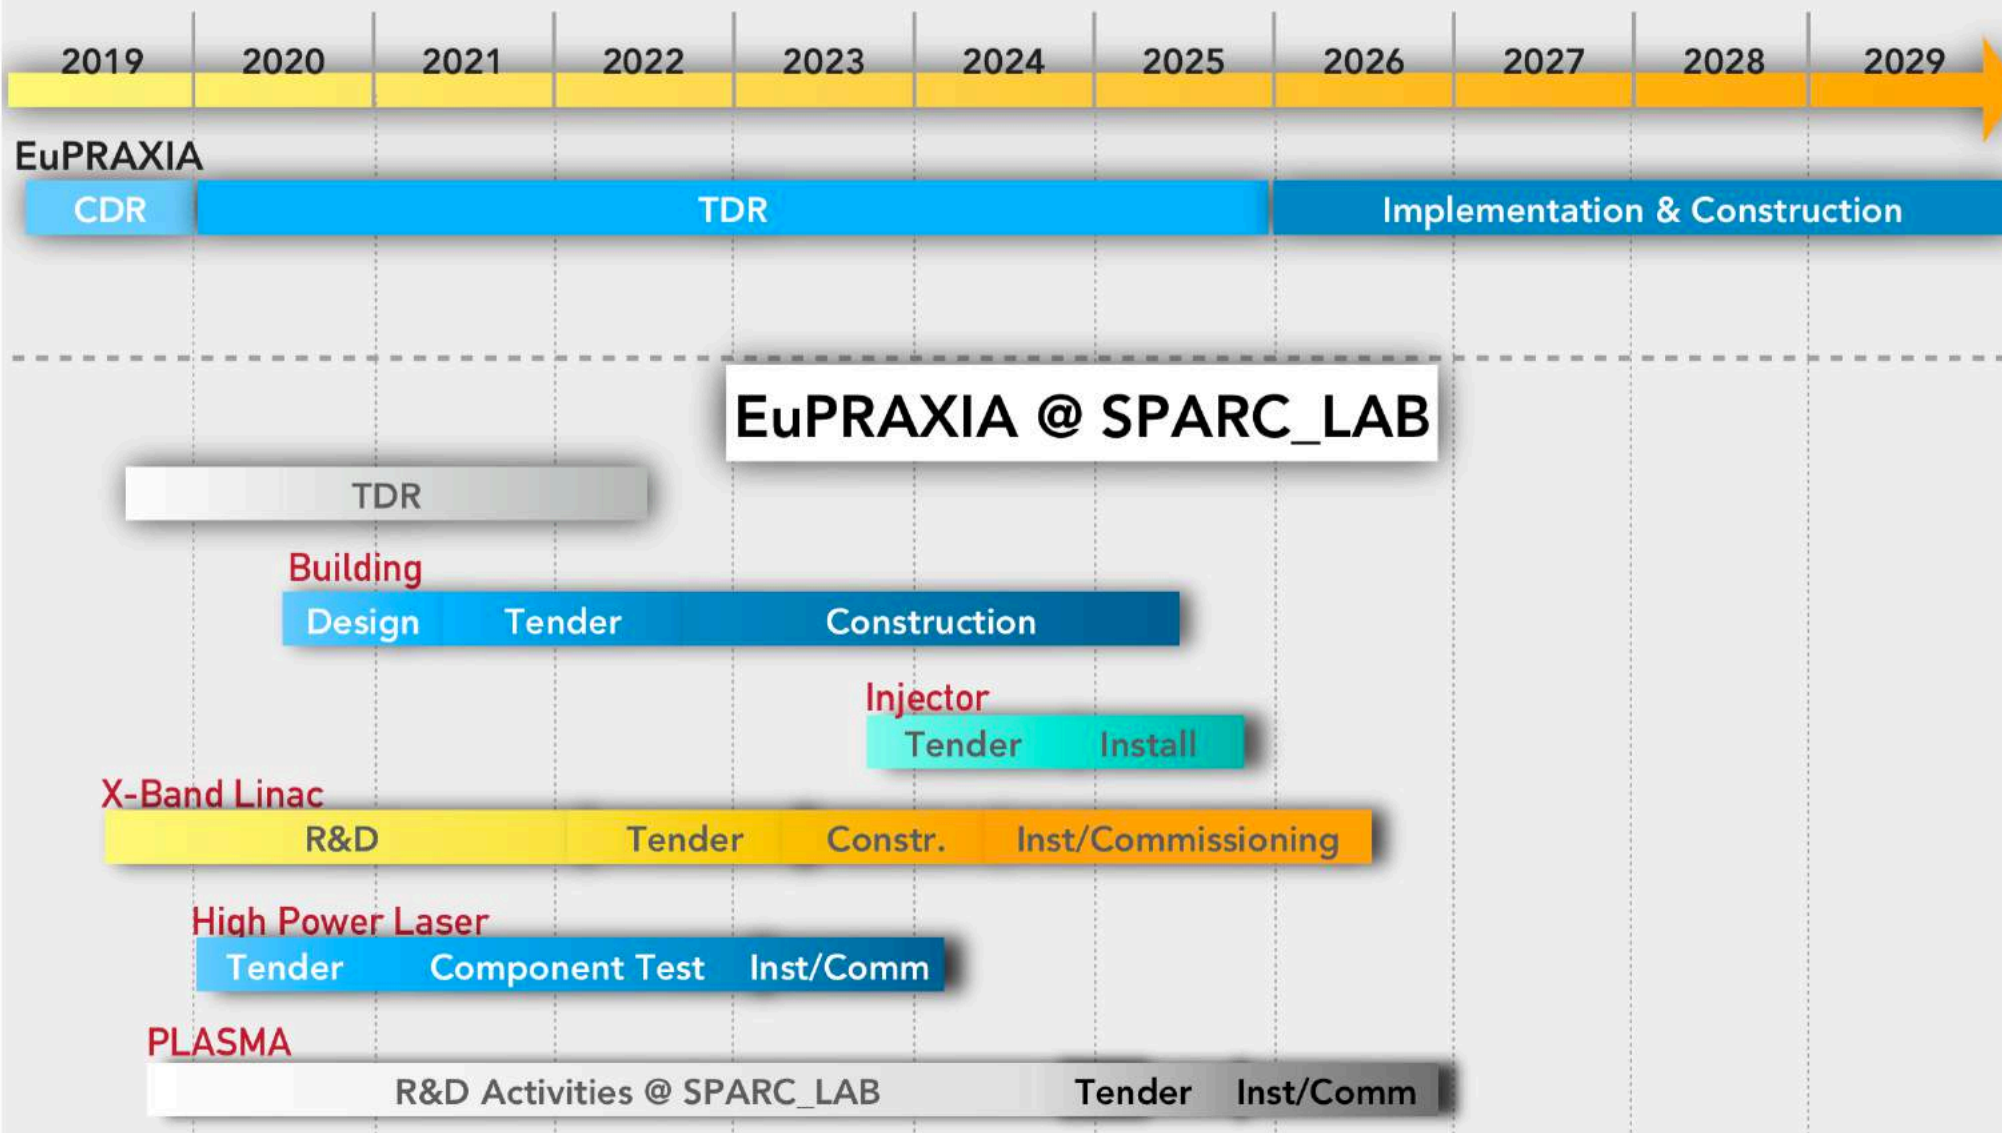 2019 2020 2021 2022 2023 2024 2025 2026 2027 2028 2029
EuPRAXIA
CDR TDR Implementation & Construction
EuPRAXIA @ SPARC_LAB
TDR
Building
Design Tender Construction
Injector
Tender Install
X-Band Linac
R&D Tender Constr. Inst/Commissioning
High Power Laser
Tender Component Test Inst/Comm
PLASMA
R&D Activities @ SPARC_LAB Tender Inst/Comm